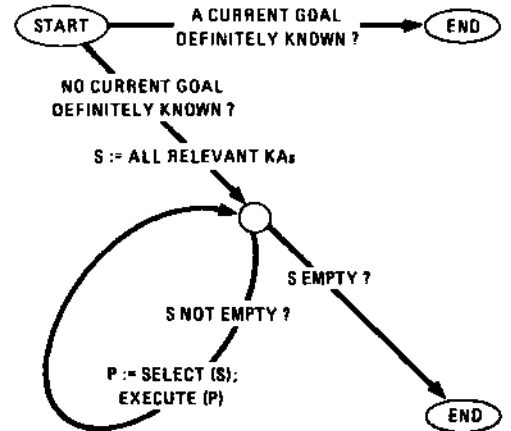 START
A CURRENT GOAL
DEFINITELY KNOWN ?
END
NO CURRENT GOAL
DEFINITELY KNOWN ?
S := ALL RELEVANT KAs
S EMPTY ?
S NOT EMPTY ?
P := SELECT (S);
EXECUTE (P)
END